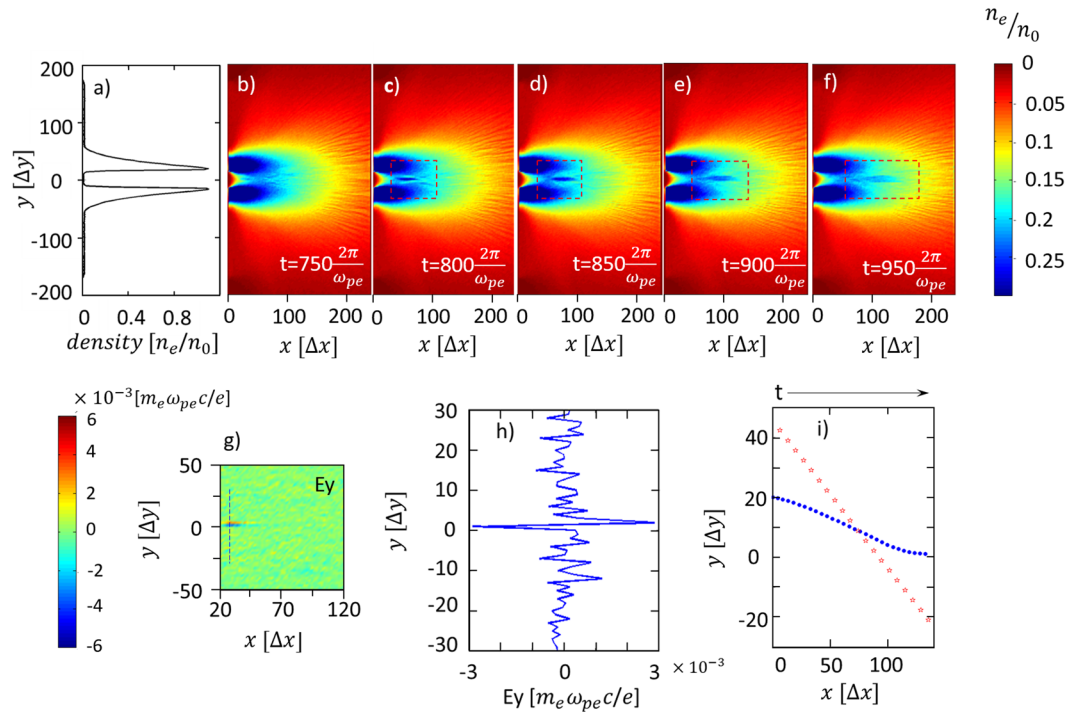 n_e/n_0
a)
b)
c)
d)
e)
f)
200
100
0
-100
-200
y [Δy]
t=750 2π/ω_pe
t=800 2π/ω_pe
t=850 2π/ω_pe
t=900 2π/ω_pe
t=950 2π/ω_pe
0
0.05
0.1
0.15
0.2
0.25
0 0.4 0.8
density [n_e/n_0]
0 100 200
x [Δx]
0 100 200
x [Δx]
0 100 200
x [Δx]
0 100 200
x [Δx]
0 100 200
x [Δx]
× 10⁻³[m_e ω_pe c/e]
6
4
2
0
-2
-4
-6
g)
Ey
50
0
-50
y [Δy]
20 70 120
x [Δx]
h)
30
20
10
0
-10
-20
-30
y [Δy]
-3 0 3
× 10⁻³
Ey [m_e ω_pe c/e]
t
i)
40
20
0
-20
y [Δy]
0 50 100
x [Δx]